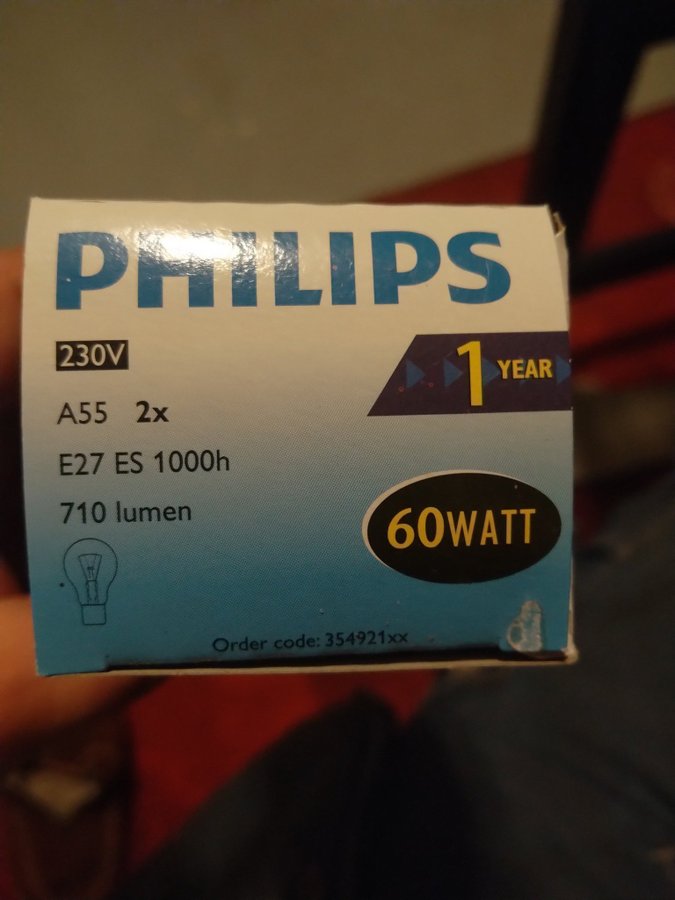 PHILIPS
230V
1 YEAR
A55 2x
E27 ES 1000h
710 lumen
60WATT
Order code: 354921xx